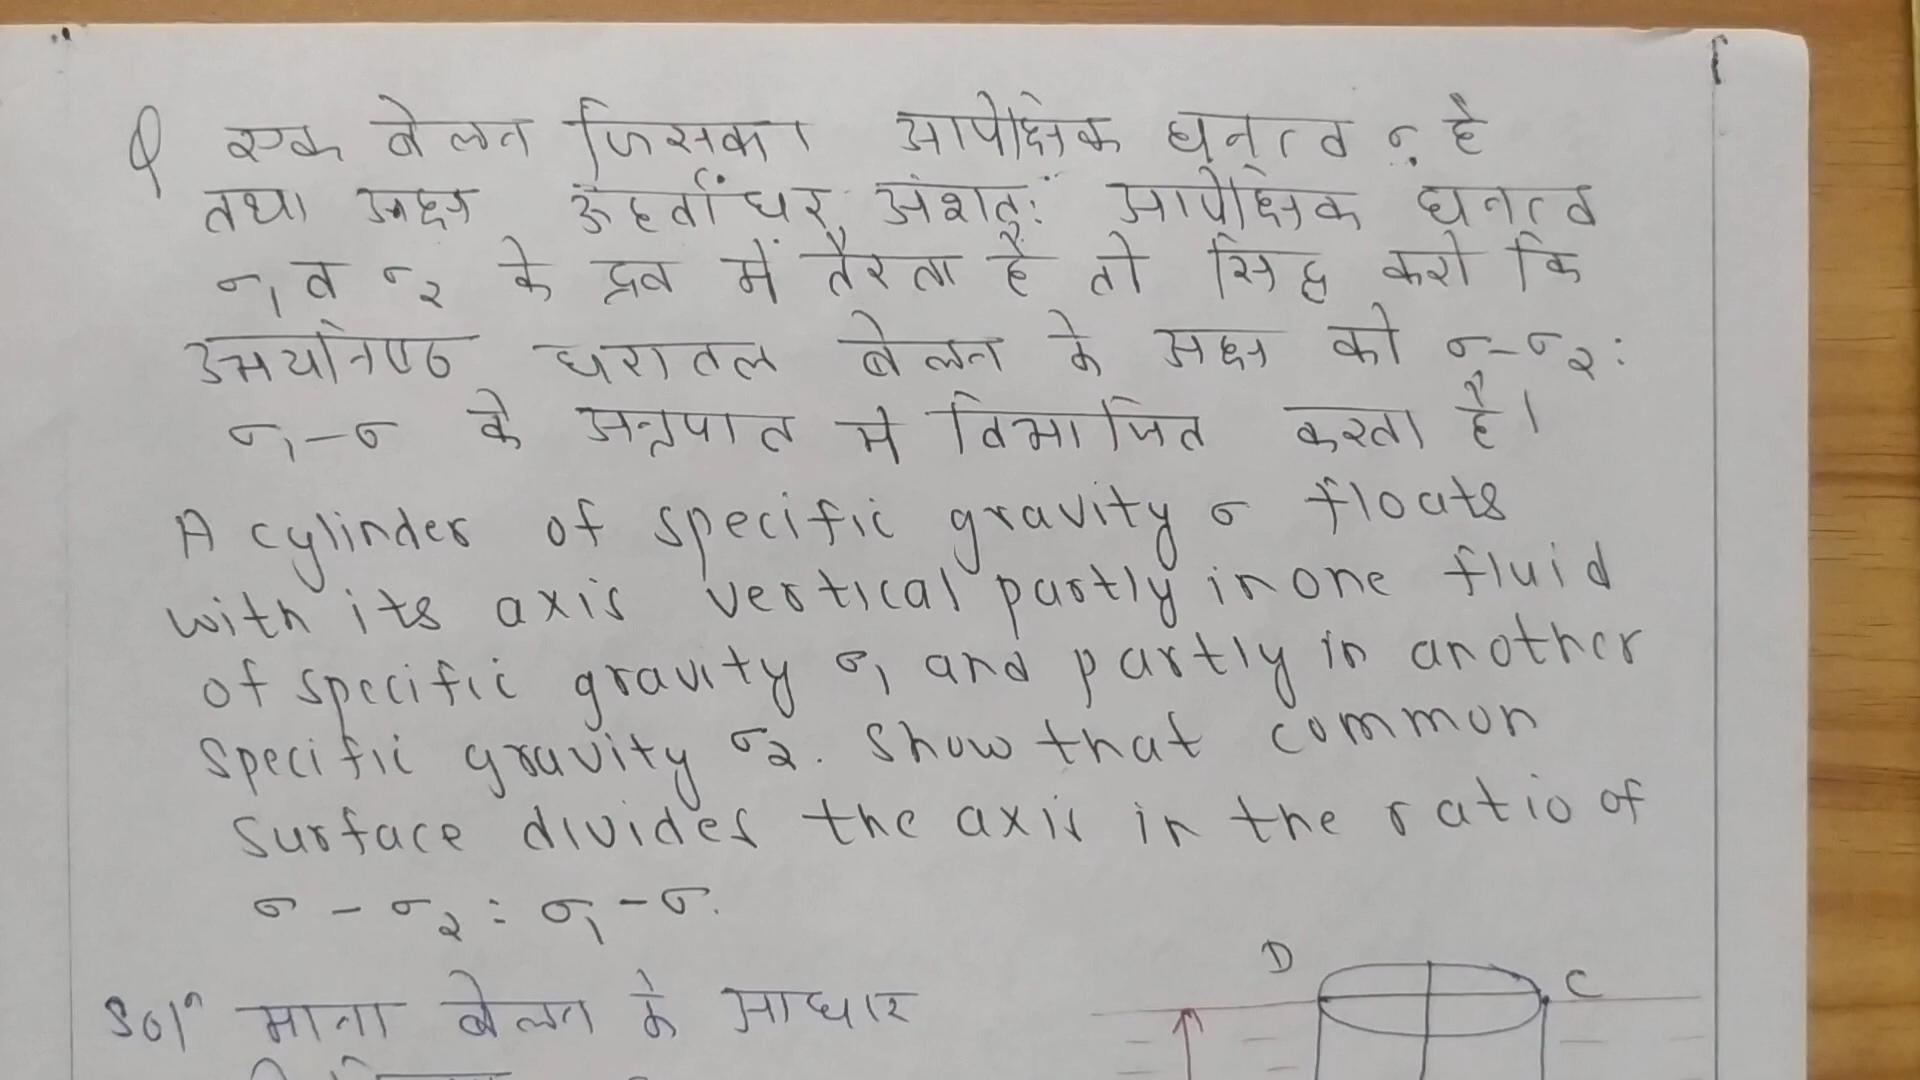 Q एक बेलन जिसका आपेक्षिक घनत्व σ है
तथा अक्ष ऊर्ध्वाधर अंशतः आपेक्षिक घनत्व
σ1 व σ2 के द्रव में तैरता है तो सिद्ध करो कि
उभयनिष्ठ धरातल बेलन के अक्ष को σ-σ2:
σ1-σ के अनुपात में विभाजित करता है।
A cylinder of specific gravity σ floats
with its axis vertical partly in one fluid
of specific gravity σ1 and partly in another
specific gravity σ2. Show that common
surface divides the axis in the ratio of
σ-σ2:σ1-σ.
D
C
Solⁿ माना बेलन के आधार